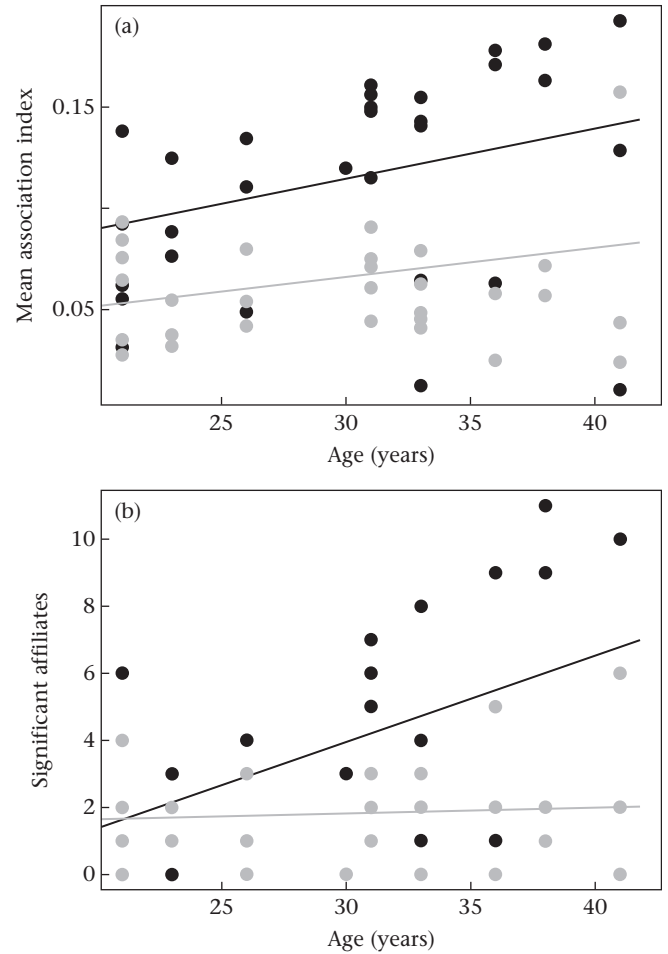 (a)
Mean association index
0.15
0.05
25 30 35 40
Age (years)
(b)
Significant affiliates
10
8
6
4
2
0
25 30 35 40
Age (years)